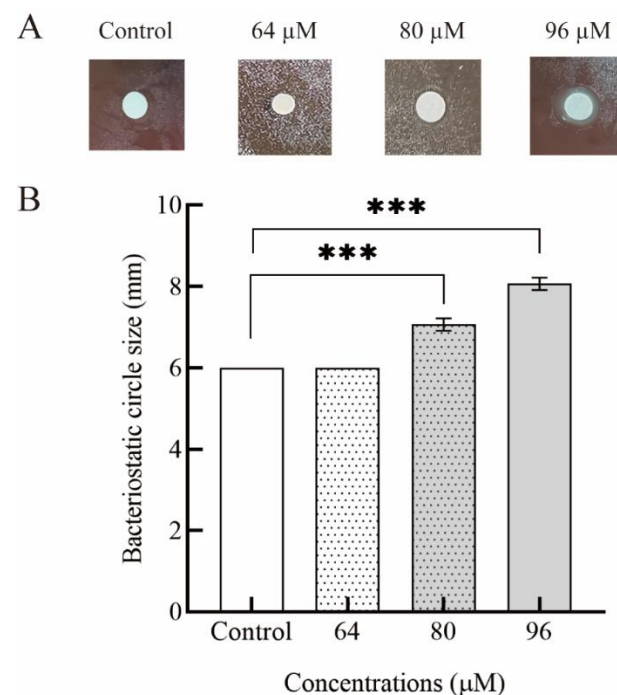 A
Control 64 µM 80 µM 96 µM
B
10
8
6
4
2
0
Bacteriostatic circle size (mm)
***
***
Control 64 80 96
Concentrations (µM)